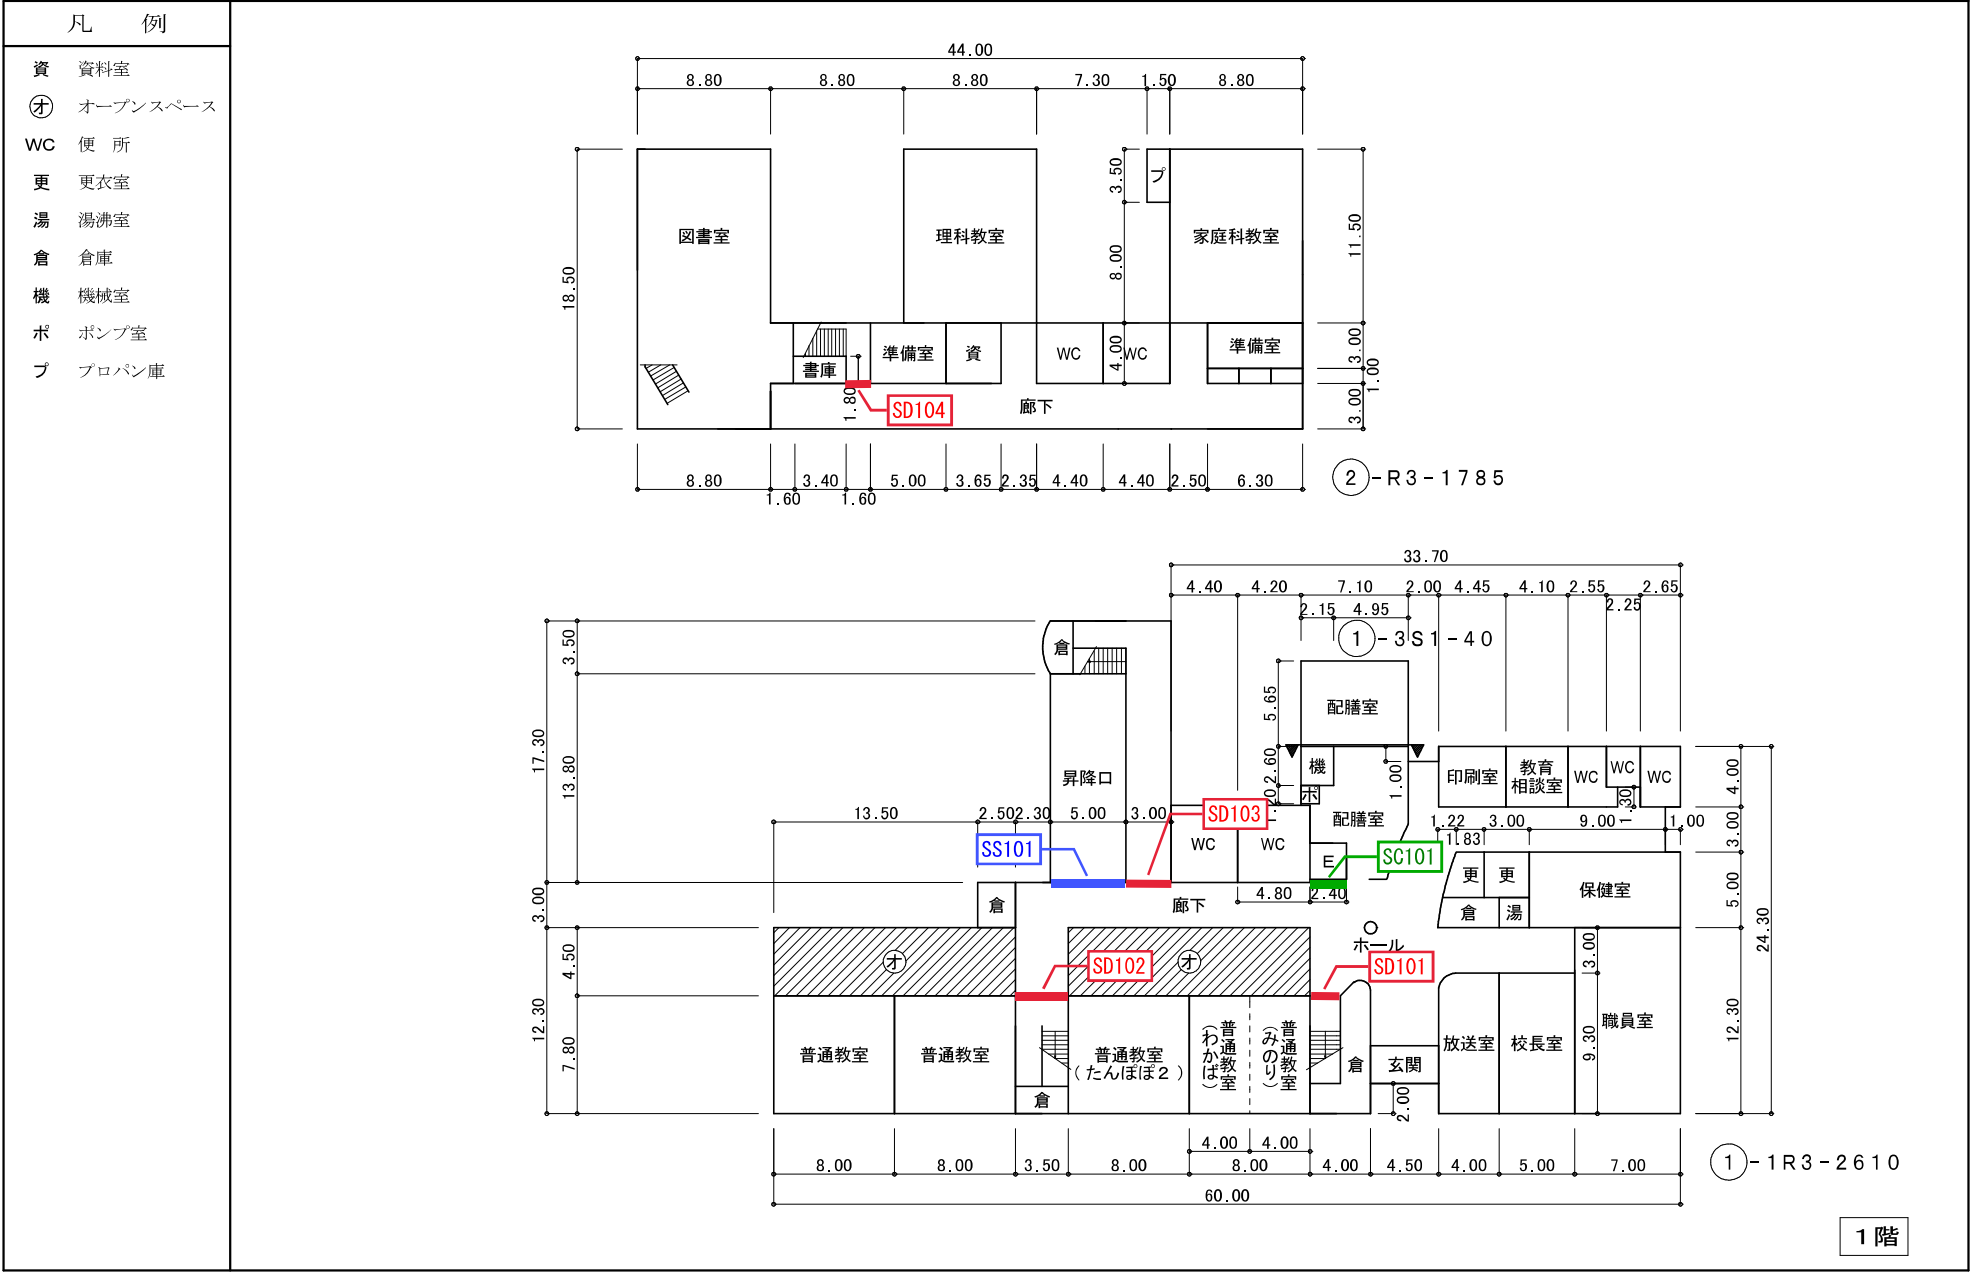 凡 例
資 資料室
オ オープンスペース
WC 便 所
更 更衣室
湯 湯沸室
倉 倉庫
機 機械室
ポ ポンプ室
プ プロパン庫
44.00
8.80 8.80 8.80 7.30 1.50 8.80
3.50
プ
図書室 理科教室 家庭科教室
11.50
8.00
18.50
書庫 準備室 資 WC WC 準備室
4.00
3.00
1.00
3.00
1.80
SD104
廊下
8.80 3.40 5.00 3.65 2.35 4.40 4.40 2.50 6.30
1.60 1.60
2-R3-1785
33.70
4.40 4.20 7.10 2.00 4.45 4.10 2.55 2.65
2.15 4.95 2.25
1-3S1-40
3.50
倉
5.65
配膳室
17.30
13.80
昇降口
2.60
機
ポ
1.00
印刷室 教育相談室 WC WC WC
4.00
1.30
13.50 2.50 2.30 5.00 3.00
SD103
配膳室
1.22 3.00 9.00 1.00
1.83
3.00
SS101
WC WC
E
SC101
更 更
保健室
5.00
24.30
4.80 2.40
3.00
倉
廊下
倉 湯
ホール
4.50
オ オ
SD102
SD101
3.00
12.30
7.80
普通教室 普通教室
普通教室
(たんぽぽ2)
普通教室
(わかば)
普通教室
(みのり)
倉
倉
玄関
2.00
放送室 校長室 職員室
9.30
12.30
4.00 4.00
8.00 8.00 3.50 8.00 8.00 4.00 4.50 4.00 5.00 7.00
60.00
1-1R3-2610
1階